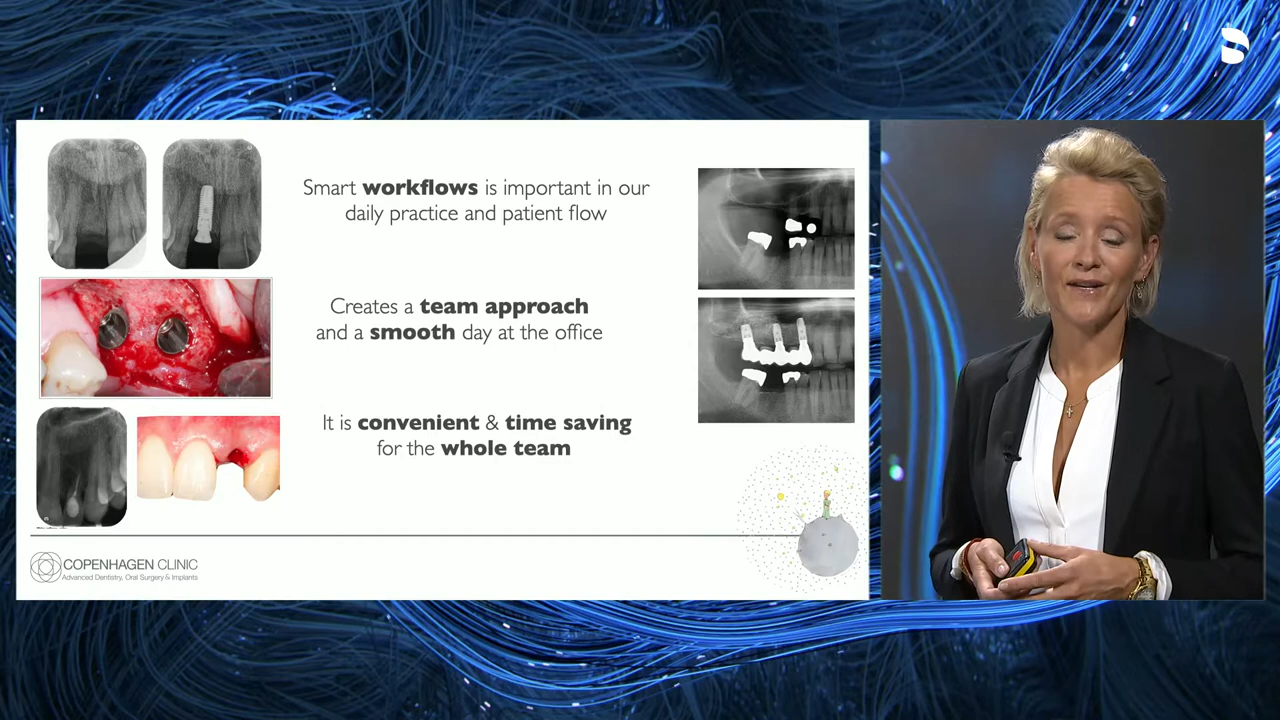 Smart workflows is important in our
daily practice and patient flow
Creates a team approach
and a smooth day at the office
It is convenient & time saving
for the whole team
COPENHAGEN CLINIC
Advanced Dentistry, Oral Surgery & Implants